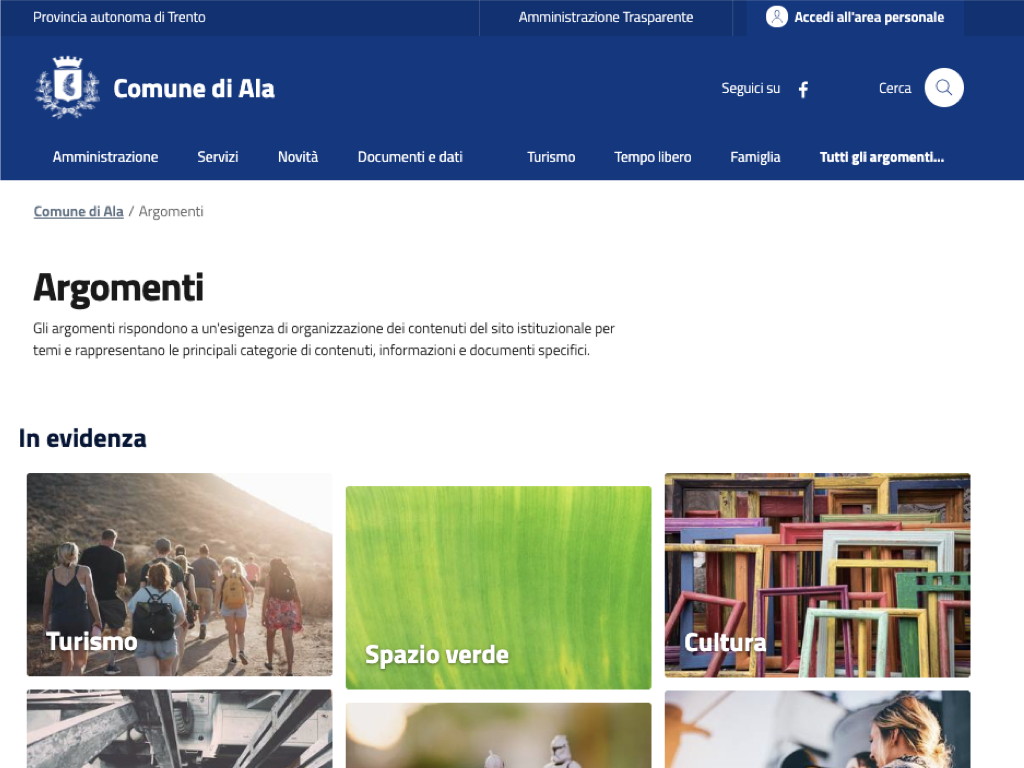 Provincia autonoma di Trento
Amministrazione Trasparente
Accedi all'area personale
Comune di Ala
Seguici su
Cerca
Amministrazione
Servizi
Novità
Documenti e dati
Turismo
Tempo libero
Famiglia
Tutti gli argomenti...
Comune di Ala / Argomenti
Argomenti
Gli argomenti rispondono a un'esigenza di organizzazione dei contenuti del sito istituzionale per
temi e rappresentano le principali categorie di contenuti, informazioni e documenti specifici.
In evidenza
Turismo
Spazio verde
Cultura